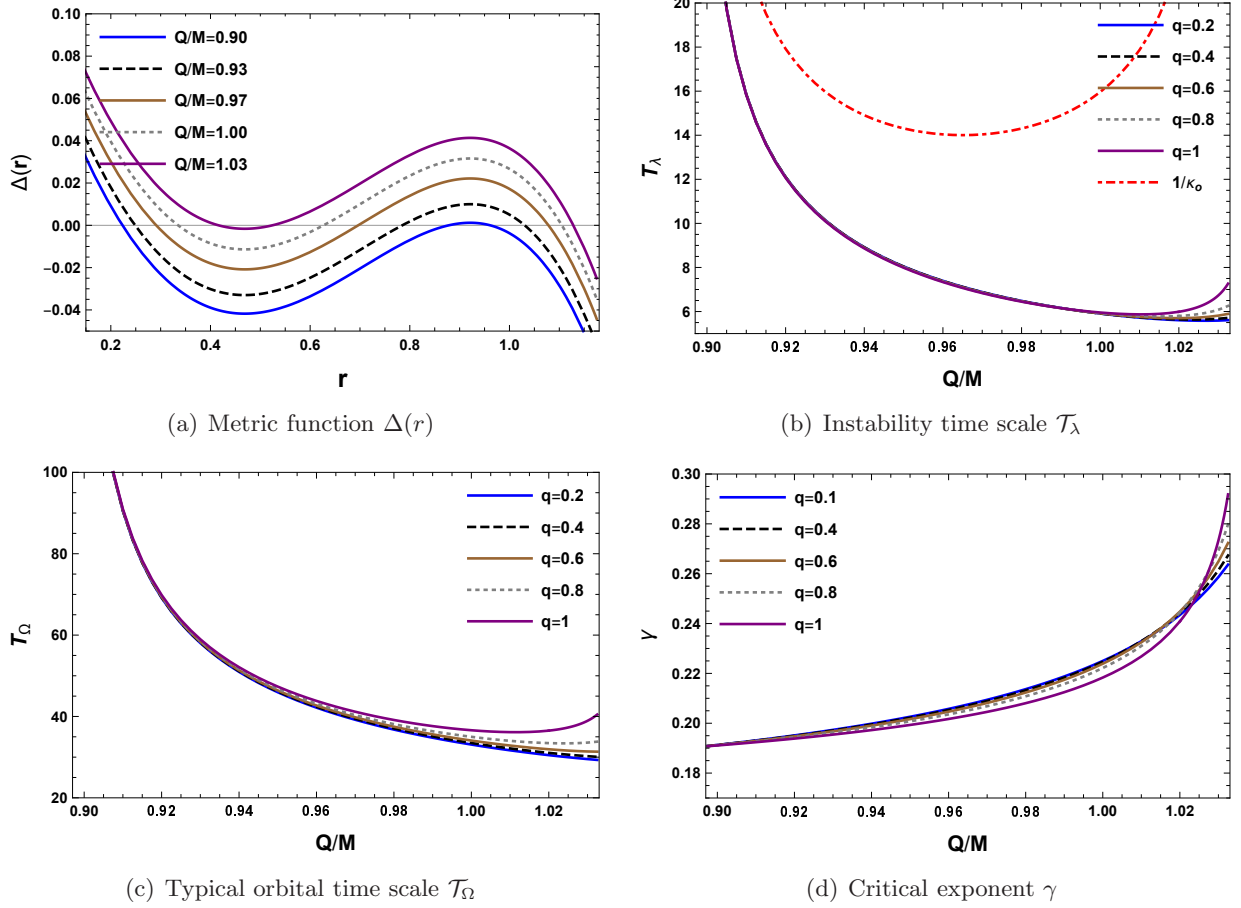 0.10
0.08
0.06
0.04
0.02
0.00
−0.02
−0.04
Δ(r)
Q/M=0.90
Q/M=0.93
Q/M=0.97
Q/M=1.00
Q/M=1.03
0.2 0.4 0.6 0.8 1.0
r
(a) Metric function Δ(r)
20
18
16
14
12
10
8
6
T_λ
q=0.2
q=0.4
q=0.6
q=0.8
q=1
1/κ_o
0.90 0.92 0.94 0.96 0.98 1.00 1.02
Q/M
(b) Instability time scale 𝒯_λ
100
80
60
40
20
T_Ω
q=0.2
q=0.4
q=0.6
q=0.8
q=1
0.90 0.92 0.94 0.96 0.98 1.00 1.02
Q/M
(c) Typical orbital time scale 𝒯_Ω
0.30
0.28
0.26
0.24
0.22
0.20
0.18
γ
q=0.1
q=0.4
q=0.6
q=0.8
q=1
0.90 0.92 0.94 0.96 0.98 1.00 1.02
Q/M
(d) Critical exponent γ